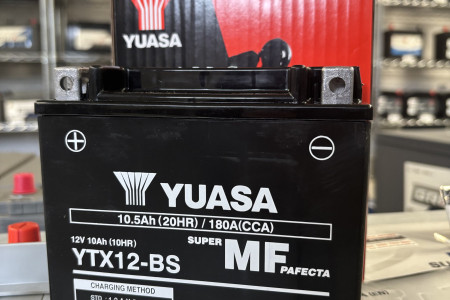 YUASA
+ −
YUASA
10.5Ah (20HR) / 180A(CCA)
12V 10Ah (10HR)
SUPER MF PAFECTA
YTX12-BS
CHARGING METHOD